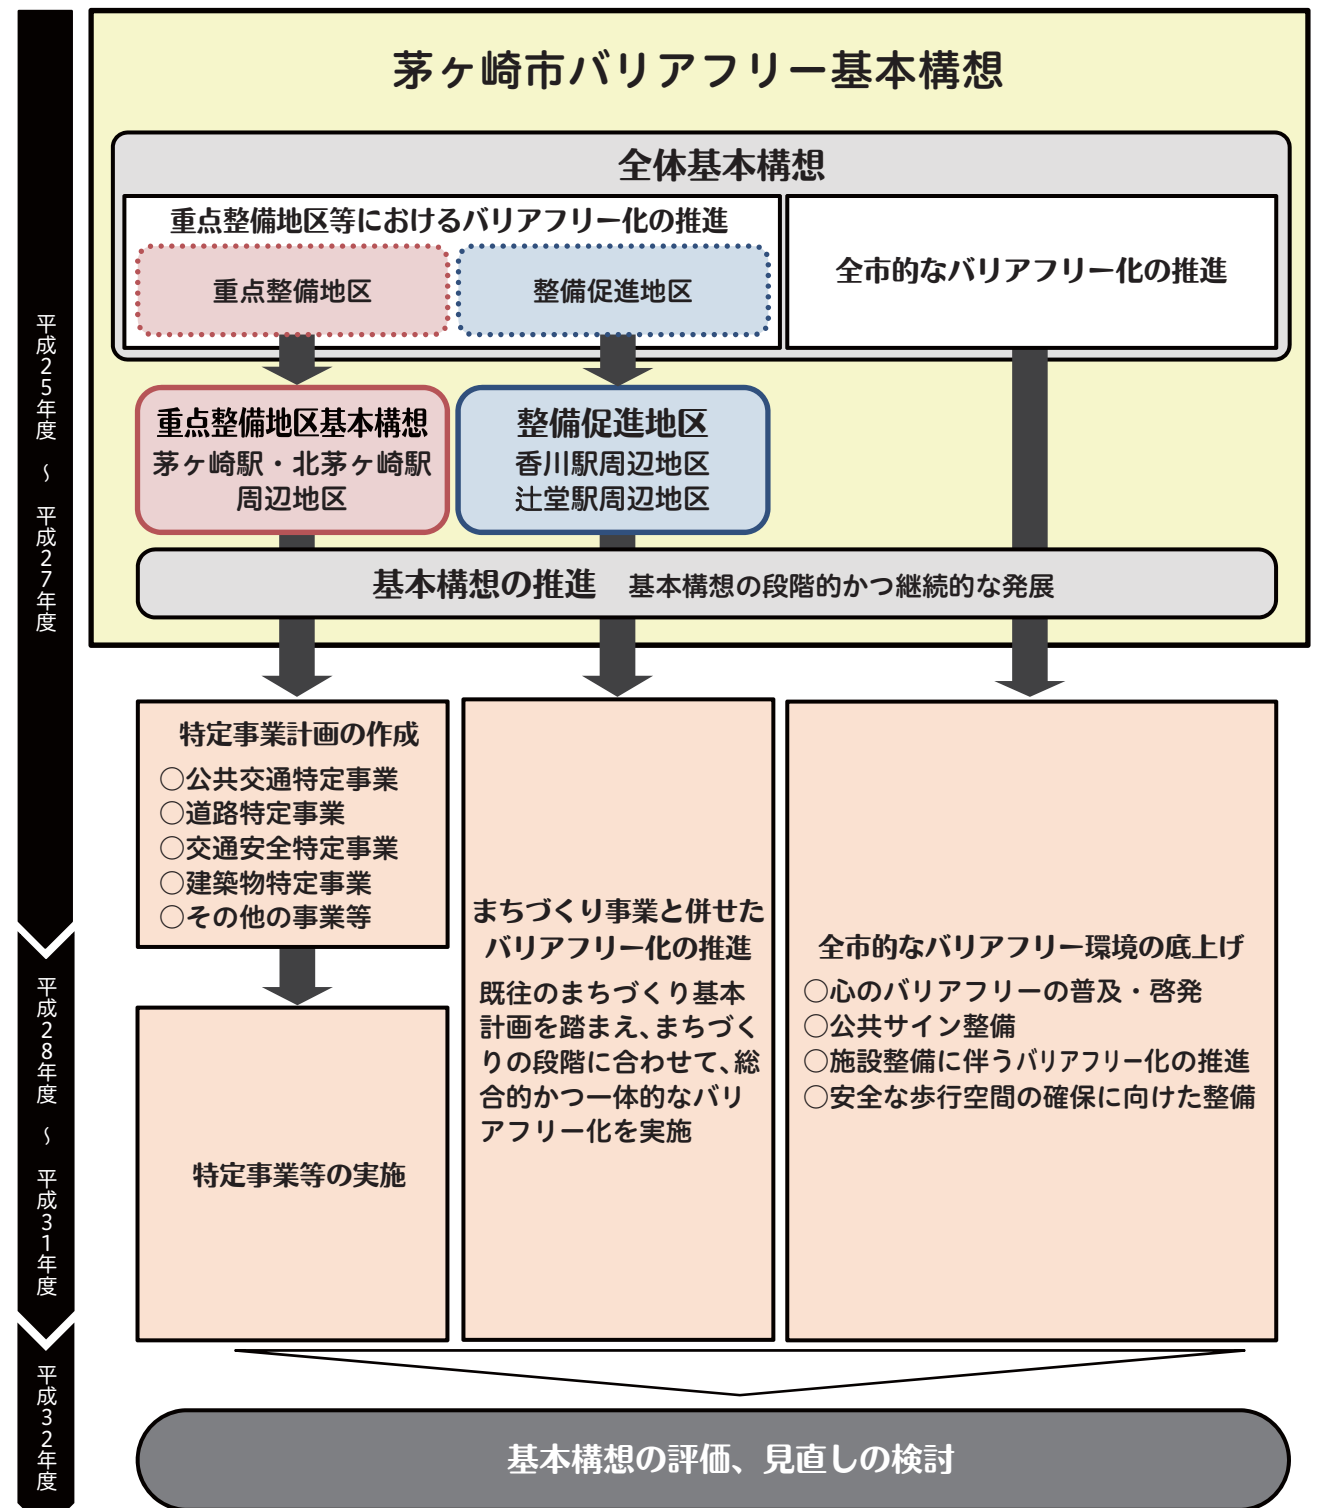 茅ヶ崎市バリアフリー基本構想
全体基本構想
重点整備地区等におけるバリアフリー化の推進
重点整備地区
整備促進地区
全市的なバリアフリー化の推進
重点整備地区基本構想
茅ヶ崎駅・北茅ヶ崎駅
周辺地区
整備促進地区
香川駅周辺地区
辻堂駅周辺地区
基本構想の推進 基本構想の段階的かつ継続的な発展
平成25年度 ～ 平成27年度
特定事業計画の作成
○公共交通特定事業
○道路特定事業
○交通安全特定事業
○建築物特定事業
○その他の事業等
特定事業等の実施
まちづくり事業と併せた
バリアフリー化の推進
既往のまちづくり基本
計画を踏まえ、まちづく
りの段階に合わせて、総
合的かつ一体的なバリ
アフリー化を実施
全市的なバリアフリー環境の底上げ
○心のバリアフリーの普及・啓発
○公共サイン整備
○施設整備に伴うバリアフリー化の推進
○安全な歩行空間の確保に向けた整備
平成28年度 ～ 平成31年度
平成32年度
基本構想の評価、見直しの検討